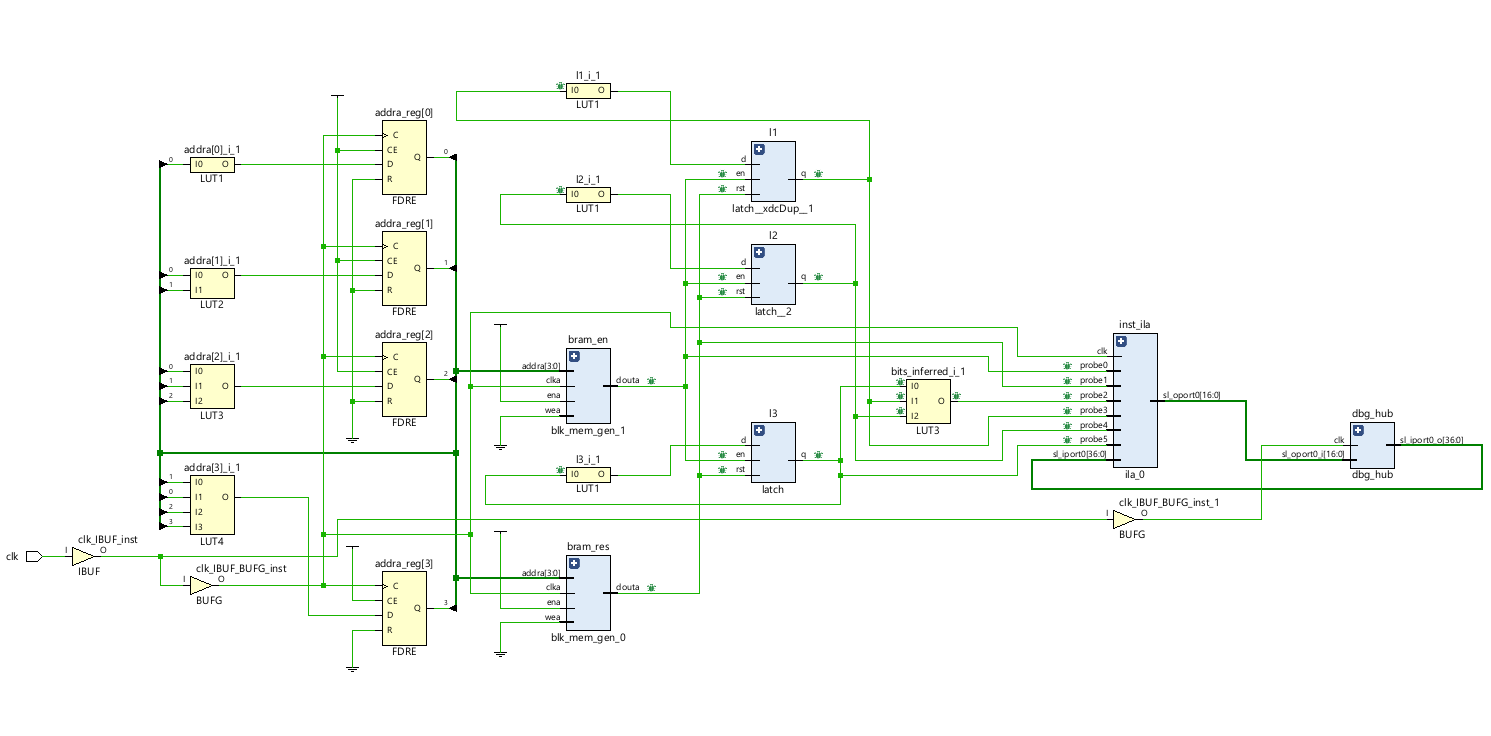 l1_i_1
I0 O
LUT1
addra_reg[0]
C
CE
D
R
Q
0
FDRE
addra[0]_i_1
0
I0 O
LUT1
l1
d
en
rst
q
latch__xdcDup__1
l2_i_1
I0 O
LUT1
addra_reg[1]
C
CE
D
R
Q
1
FDRE
addra[1]_i_1
0
1
I0 O
I1
LUT2
l2
d
en
rst
q
latch__2
addra_reg[2]
C
CE
D
R
Q
2
FDRE
addra[2]_i_1
0
1
2
I0
I1 O
I2
LUT3
bram_en
addra[3:0]
clka
ena
wea
douta
blk_mem_gen_1
inst_ila
clk
probe0
probe1
probe2
probe3
probe4
probe5
sl_iport0[36:0]
sl_oport0[16:0]
ila_0
bits_inferred_i_1
I0
I1 O
I2
LUT3
l3
d
en
rst
q
latch
l3_i_1
I0 O
LUT1
dbg_hub
clk
sl_oport0_i[16:0]
sl_iport0_o[36:0]
dbg_hub
addra[3]_i_1
1
0
2
3
I0
I1 O
I2
I3
LUT4
clk_IBUF_BUFG_inst_1
I O
BUFG
clk
clk_IBUF_inst
I O
IBUF
clk_IBUF_BUFG_inst
I O
BUFG
addra_reg[3]
C
CE
D
R
Q
3
FDRE
bram_res
addra[3:0]
clka
ena
wea
douta
blk_mem_gen_0